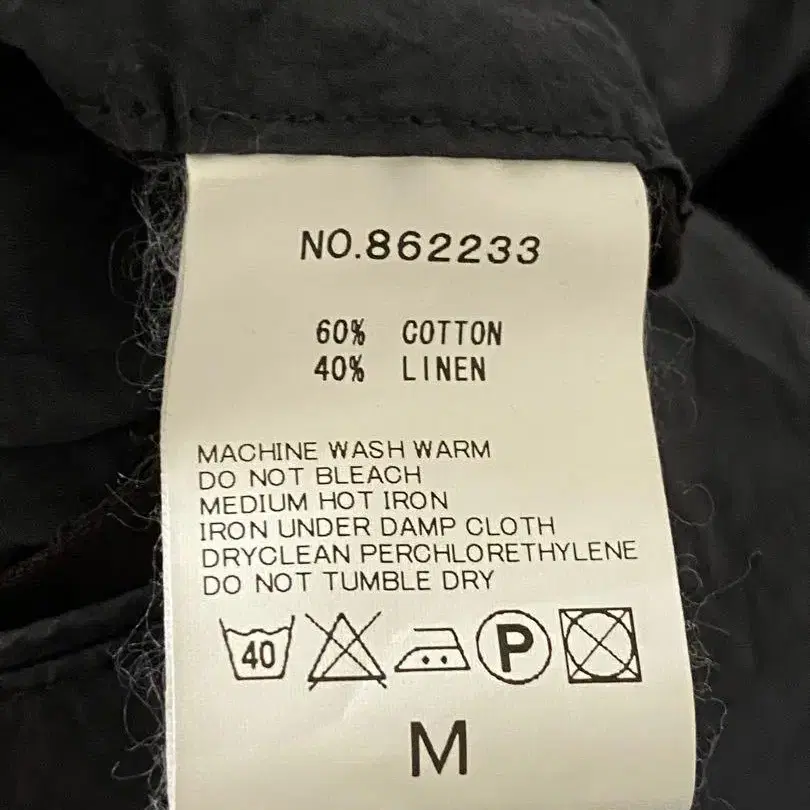 NO.862233
60% COTTON
40% LINEN
MACHINE WASH WARM
DO NOT BLEACH
MEDIUM HOT IRON
IRON UNDER DAMP CLOTH
DRYCLEAN PERCHLORETHYLENE
DO NOT TUMBLE DRY
40 P
M